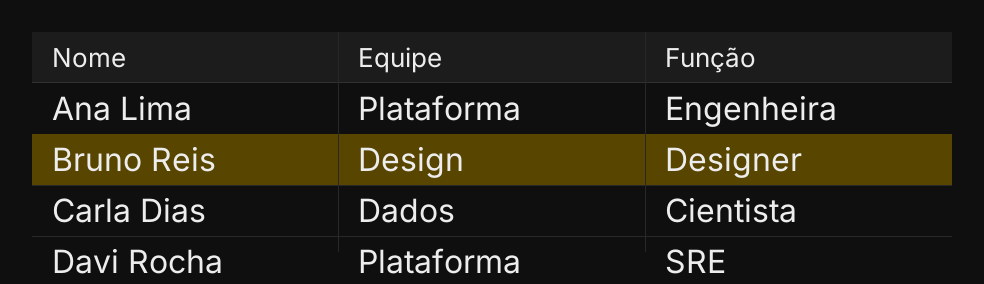 Nome Equipe Função
Ana Lima Plataforma Engenheira
Bruno Reis Design Designer
Carla Dias Dados Cientista
Davi Rocha Plataforma SRE